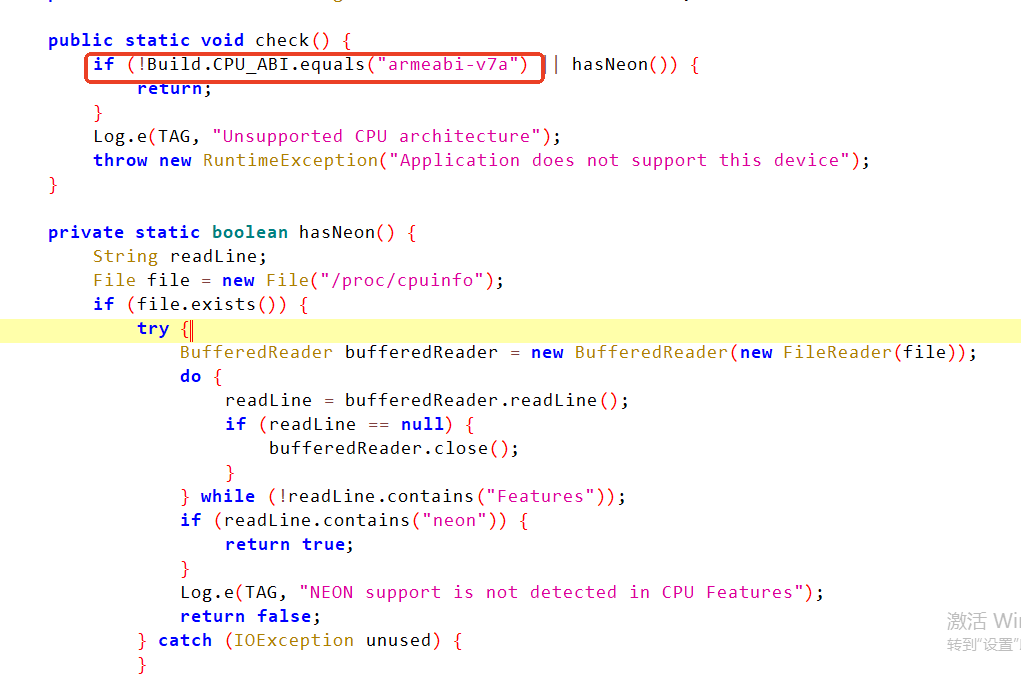 public static void check() {
if (!Build.CPU_ABI.equals("armeabi-v7a") || hasNeon()) {
return;
}
Log.e(TAG, "Unsupported CPU architecture");
throw new RuntimeException("Application does not support this device");
}
private static boolean hasNeon() {
String readLine;
File file = new File("/proc/cpuinfo");
if (file.exists()) {
try {
BufferedReader bufferedReader = new BufferedReader(new FileReader(file));
do {
readLine = bufferedReader.readLine();
if (readLine == null) {
bufferedReader.close();
}
} while (!readLine.contains("Features"));
if (readLine.contains("neon")) {
return true;
}
Log.e(TAG, "NEON support is not detected in CPU Features");
return false;
} catch (IOException unused) {
}
激活 Win
转到"设置"